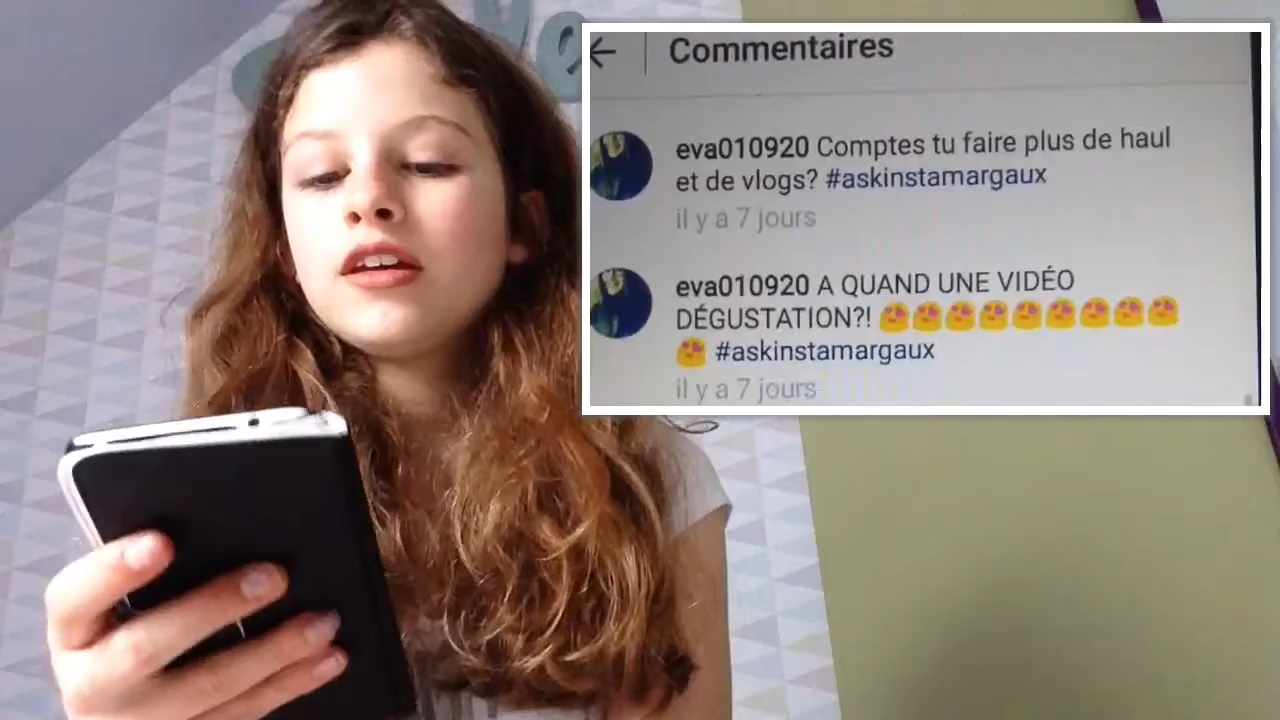 Commentaires
eva010920 Comptes tu faire plus de haul
et de vlogs? #askinstamargaux
il y a 7 jours
eva010920 A QUAND UNE VIDÉO
DÉGUSTATION?! 😍😍😍😍😍😍😍😍😍
😍 #askinstamargaux
il y a 7 jours